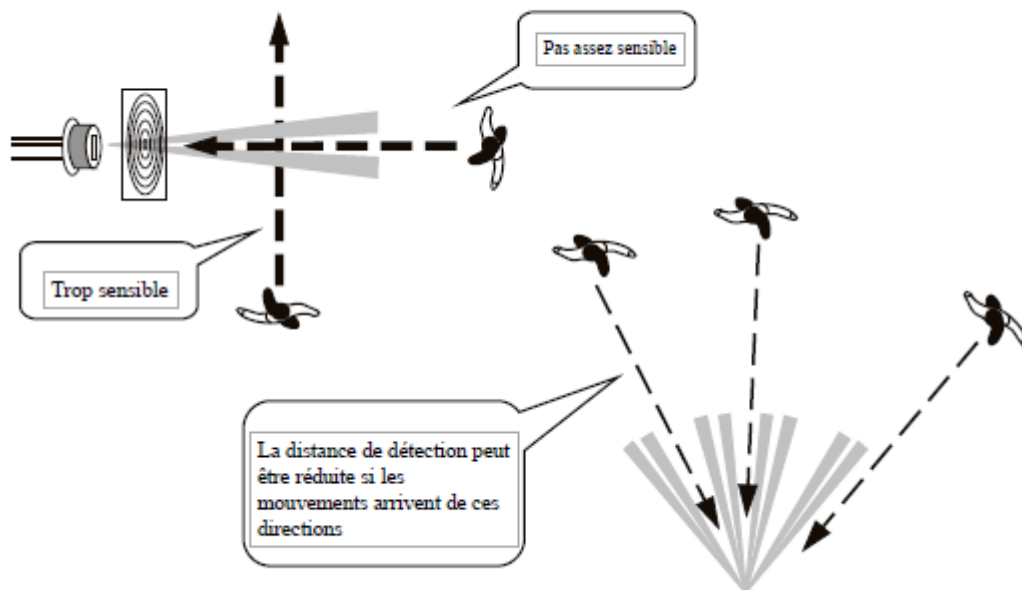 Pas assez sensible
Trop sensible
La distance de détection peut
être réduite si les
mouvements arrivent de ces
directions